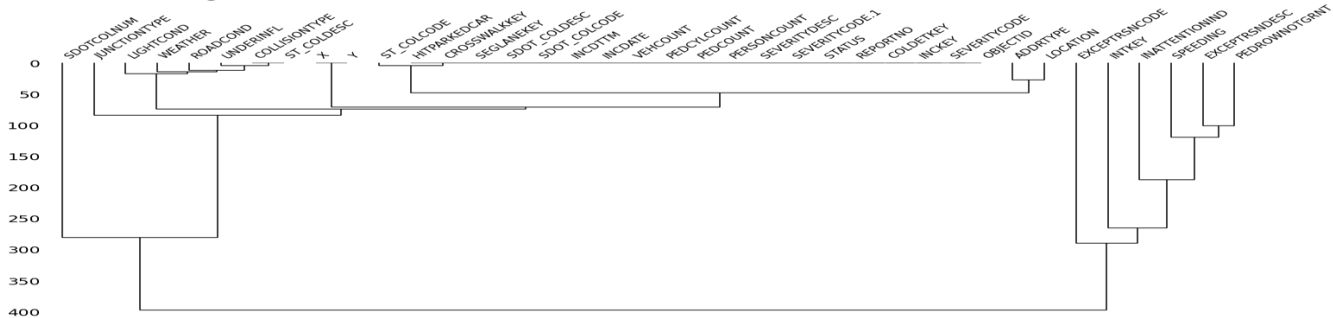 SDOTCOLNUM
JUNCTIONTYPE
LIGHTCOND
WEATHER
ROADCOND
UNDERINFL
COLLISIONTYPE
ST_COLDESC
X
Y
ST_COLCODE
HITPARKEDCAR
CROSSWALKKEY
SEGLANEKEY
SDOT_COLDESC
SDOT_COLCODE
INCDTTM
INCDATE
VEHCOUNT
PEDCYLCOUNT
PEDCOUNT
PERSONCOUNT
SEVERITYDESC
SEVERITYCODE.1
STATUS
REPORTNO
COLDETKEY
INCKEY
SEVERITYCODE
OBJECTID
ADDRTYPE
LOCATION
EXCEPTRSNCODE
INTKEY
INATTENTIONIND
SPEEDING
EXCEPTRSNDESC
PEDROWNOTGRNT
0
50
100
150
200
250
300
350
400